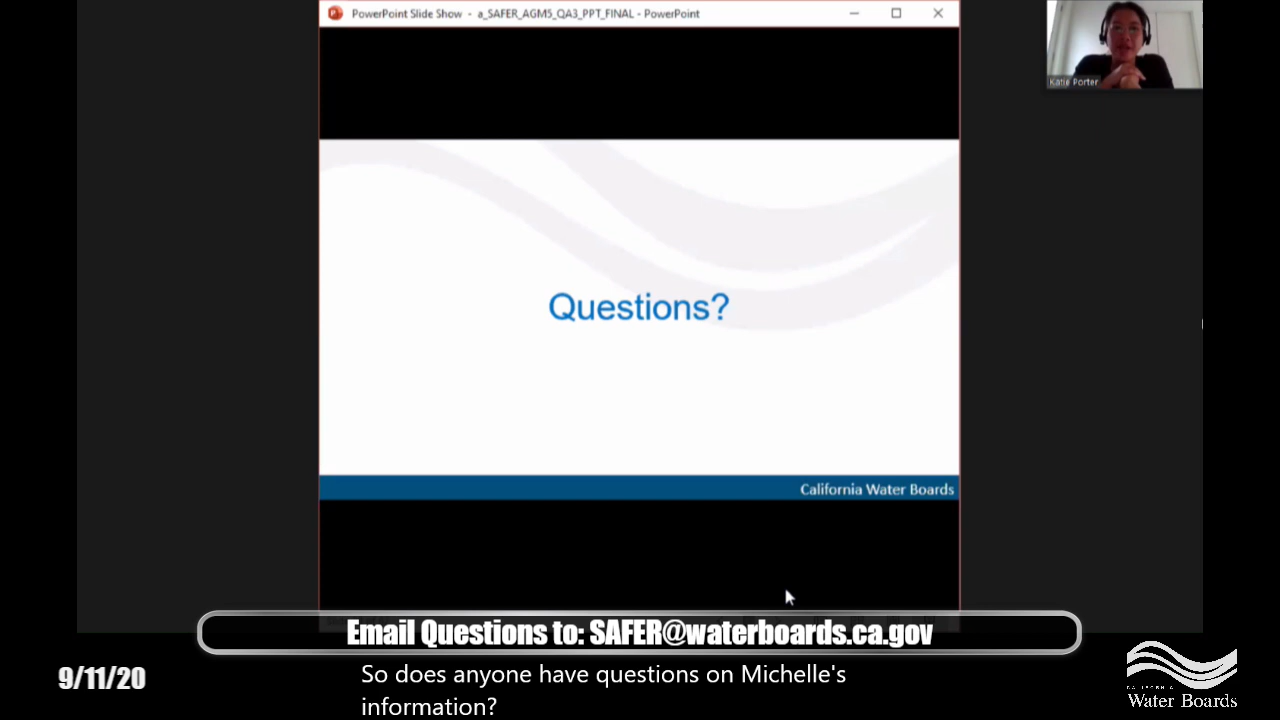 PowerPoint Slide Show - a_SAFER_AGM5_QA3_PPT_FINAL - PowerPoint
Katie Porter
Questions?
California Water Boards
Email Questions to: SAFER@waterboards.ca.gov
9/11/20
So does anyone have questions on Michelle's
information?
CALIFORNIA
Water Boards